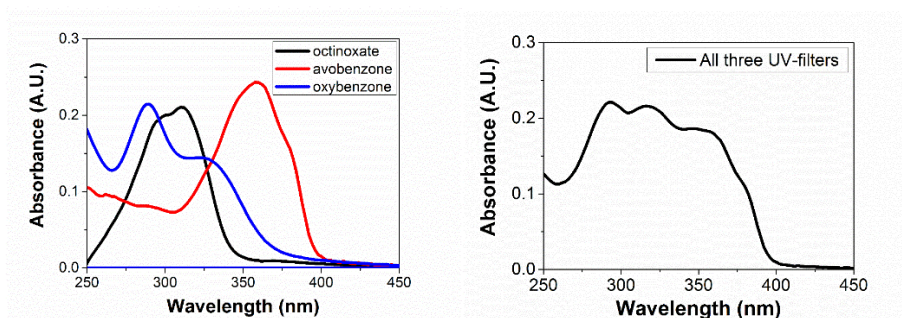 Absorbance (A.U.)
0.3
0.2
0.1
0.0
octinoxate
avobenzone
oxybenzone
250 300 350 400 450
Wavelength (nm)
Absorbance (A.U.)
0.3
0.2
0.1
0.0
All three UV-filters
250 300 350 400 450
Wavelength (nm)